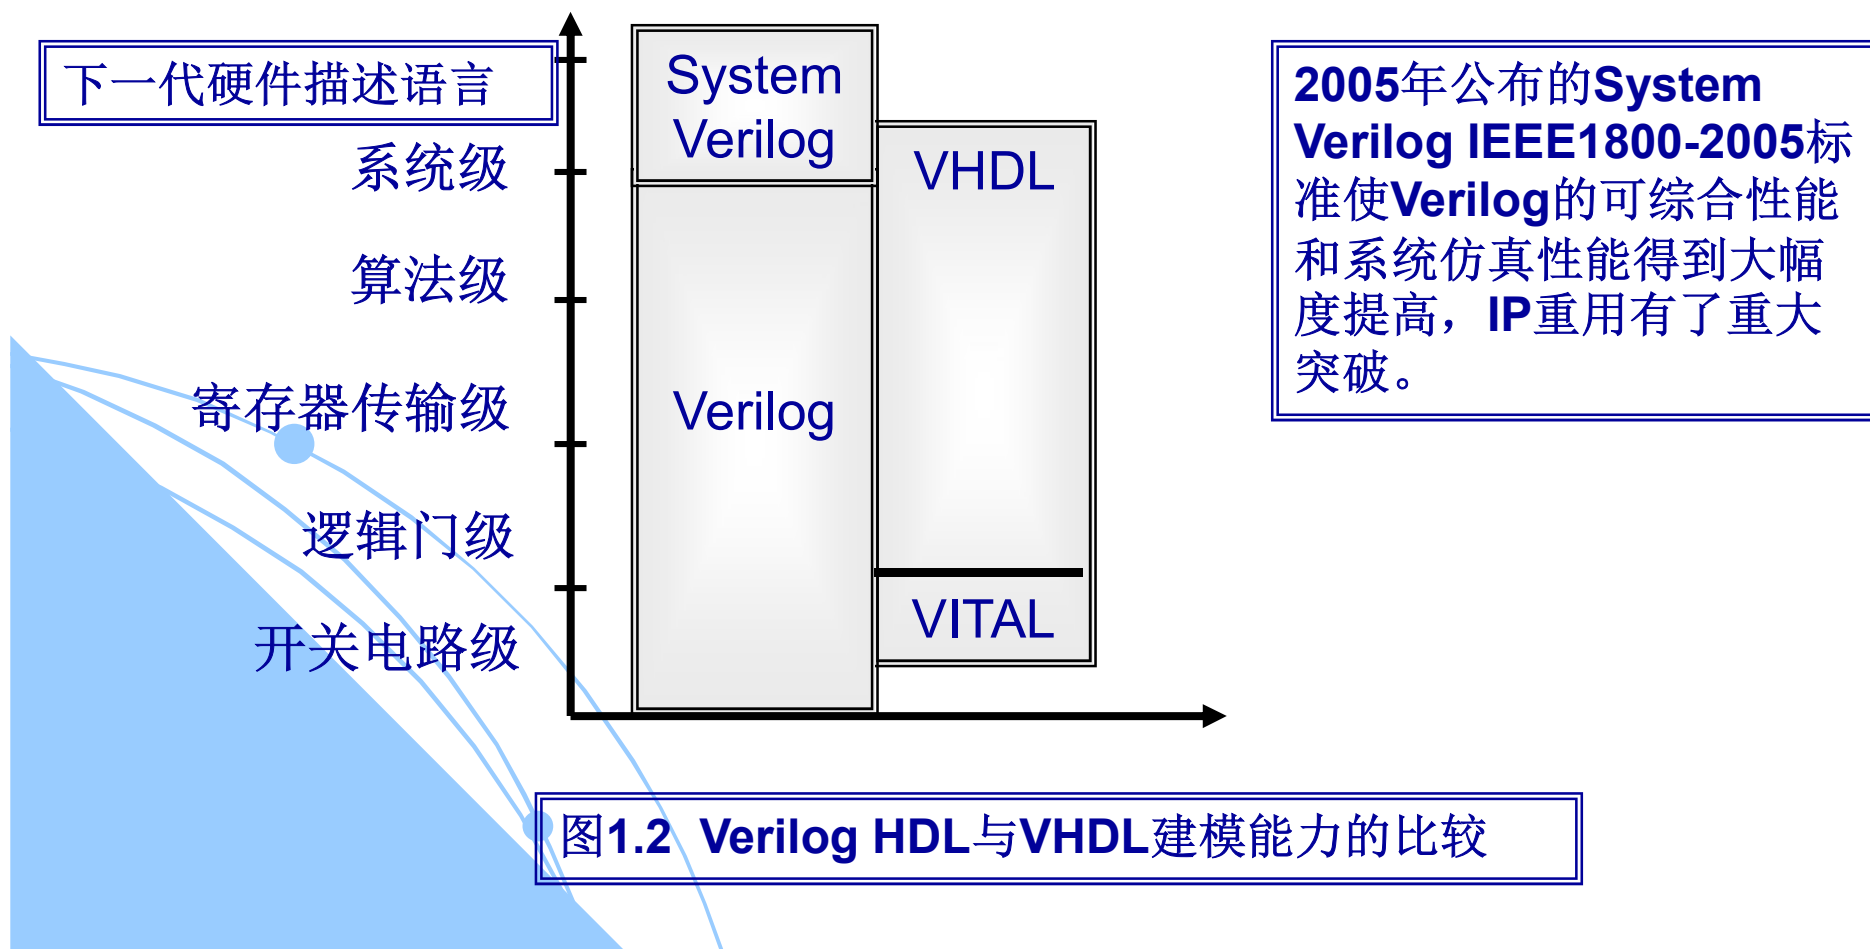 下一代硬件描述语言
系统级
算法级
寄存器传输级
逻辑门级
开关电路级
System
Verilog
Verilog
VHDL
VITAL
2005年公布的System
Verilog IEEE1800-2005标
准使Verilog的可综合性能
和系统仿真性能得到大幅
度提高，IP重用有了重大
突破。
图1.2 Verilog HDL与VHDL建模能力的比较